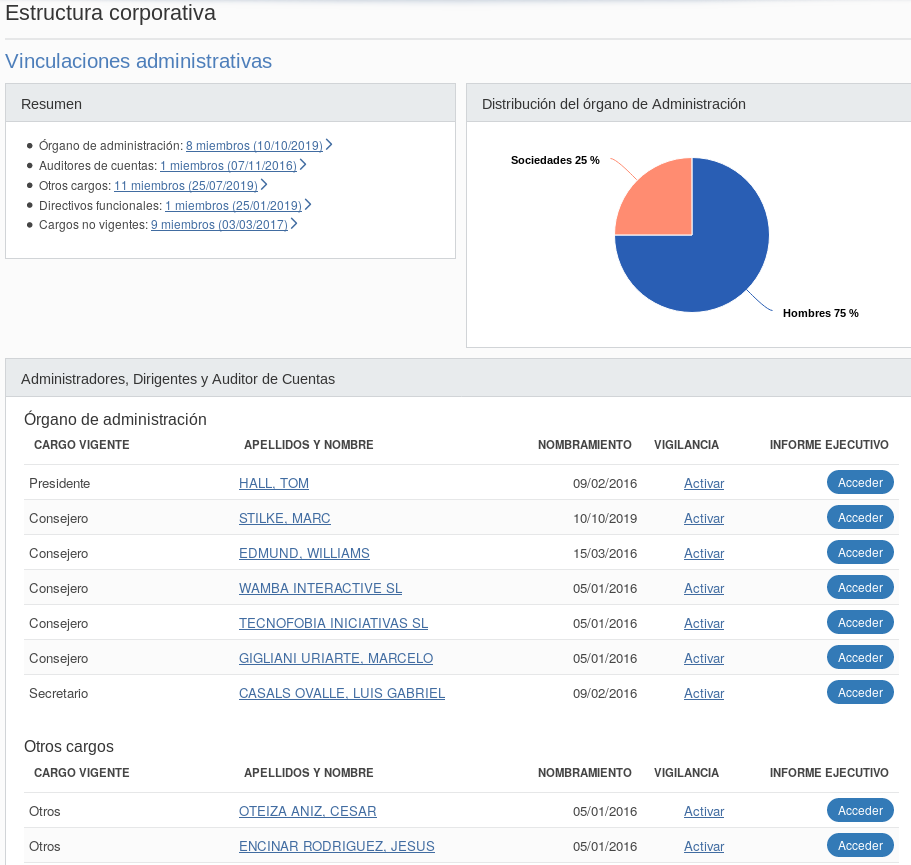 Estructura corporativa
Vinculaciones administrativas
Resumen
Órgano de administración: 8 miembros (10/10/2019)
Auditores de cuentas: 1 miembros (07/11/2016)
Otros cargos: 11 miembros (25/07/2019)
Directivos funcionales: 1 miembros (25/01/2019)
Cargos no vigentes: 9 miembros (03/03/2017)
Distribución del órgano de Administración
Sociedades 25 %
Hombres 75 %
Administradores, Dirigentes y Auditor de Cuentas
Órgano de administración
CARGO VIGENTE APELLIDOS Y NOMBRE NOMBRAMIENTO VIGILANCIA INFORME EJECUTIVO
Presidente HALL, TOM 09/02/2016 Activar Acceder
Consejero STILKE, MARC 10/10/2019 Activar Acceder
Consejero EDMUND, WILLIAMS 15/03/2016 Activar Acceder
Consejero WAMBA INTERACTIVE SL 05/01/2016 Activar Acceder
Consejero TECNOFOBIA INICIATIVAS SL 05/01/2016 Activar Acceder
Consejero GIGLIANI URIARTE, MARCELO 05/01/2016 Activar Acceder
Secretario CASALS OVALLE, LUIS GABRIEL 09/02/2016 Activar Acceder
Otros cargos
CARGO VIGENTE APELLIDOS Y NOMBRE NOMBRAMIENTO VIGILANCIA INFORME EJECUTIVO
Otros OTEIZA ANIZ, CESAR 05/01/2016 Activar Acceder
Otros ENCINAR RODRIGUEZ, JESUS 05/01/2016 Activar Acceder